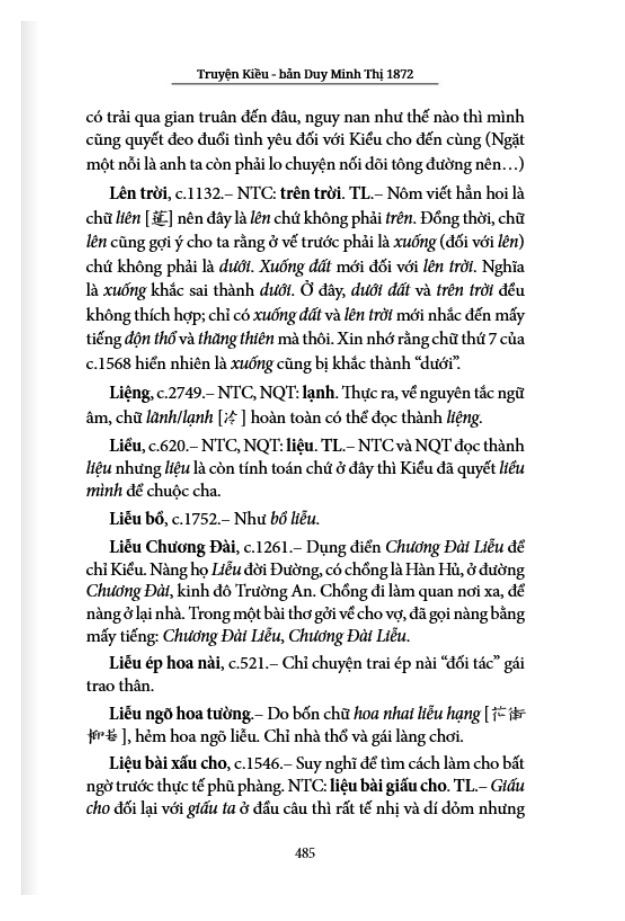 Truyện Kiều - bản Duy Minh Thị 1872
có trải qua gian truân đến đâu, nguy nan như thế nào thì mình
cũng quyết đeo đuổi tình yêu đối với Kiều cho đến cùng (Ngặt
một nỗi là anh ta còn phải lo chuyện nối dõi tông đường nên…)
Lên trời, c.1132.– NTC: trên trời. TL.– Nôm viết hẳn hoi là
chữ liên [蓮] nên đây là lên chứ không phải trên. Đồng thời, chữ
lên cũng gợi ý cho ta rằng ở vế trước phải là xuống (đối với lên)
chứ không phải là dưới. Xuống đất mới đối với lên trời. Nghĩa
là xuống khắc sai thành dưới. Ở đây, dưới đất và trên trời đều
không thích hợp; chỉ có xuống đất và lên trời mới nhắc đến mấy
tiếng độn thổ và thăng thiên mà thôi. Xin nhớ rằng chữ thứ 7 của
c.1568 hiển nhiên là xuống cũng bị khắc thành “dưới”.
Liệng, c.2749.– NTC, NQT: lạnh. Thực ra, về nguyên tắc ngữ
âm, chữ lãnh/lạnh [冷] hoàn toàn có thể đọc thành liệng.
Liều, c.620.– NTC, NQT: liệu. TL.– NTC và NQT đọc thành
liệu nhưng liệu là còn tính toán chứ ở đây thì Kiều đã quyết liều
mình để chuộc cha.
Liễu bồ, c.1752.– Như bồ liễu.
Liễu Chương Đài, c.1261.– Dụng điển Chương Đài Liễu để
chỉ Kiều. Nàng họ Liễu đời Đường, có chồng là Hàn Hủ, ở đường
Chương Đài, kinh đô Trường An. Chồng đi làm quan nơi xa, để
nàng ở lại nhà. Trong một bài thơ gởi về cho vợ, đã gọi nàng bằng
mấy tiếng: Chương Đài Liễu, Chương Đài Liễu.
Liễu ép hoa nài, c.521.– Chỉ chuyện trai ép nài “đối tác” gái
trao thân.
Liễu ngõ hoa tường.– Do bốn chữ hoa nhai liễu hạng [花街
柳巷], hẻm hoa ngõ liễu. Chỉ nhà thổ và gái làng chơi.
Liệu bài xấu cho, c.1546.– Suy nghĩ để tìm cách làm cho bất
ngờ trước thực tế phũ phàng. NTC: liệu bài giấu cho. TL.– Giấu
cho đối lại với giấu ta ở đầu câu thì rất tế nhị và dí dỏm nhưng
485